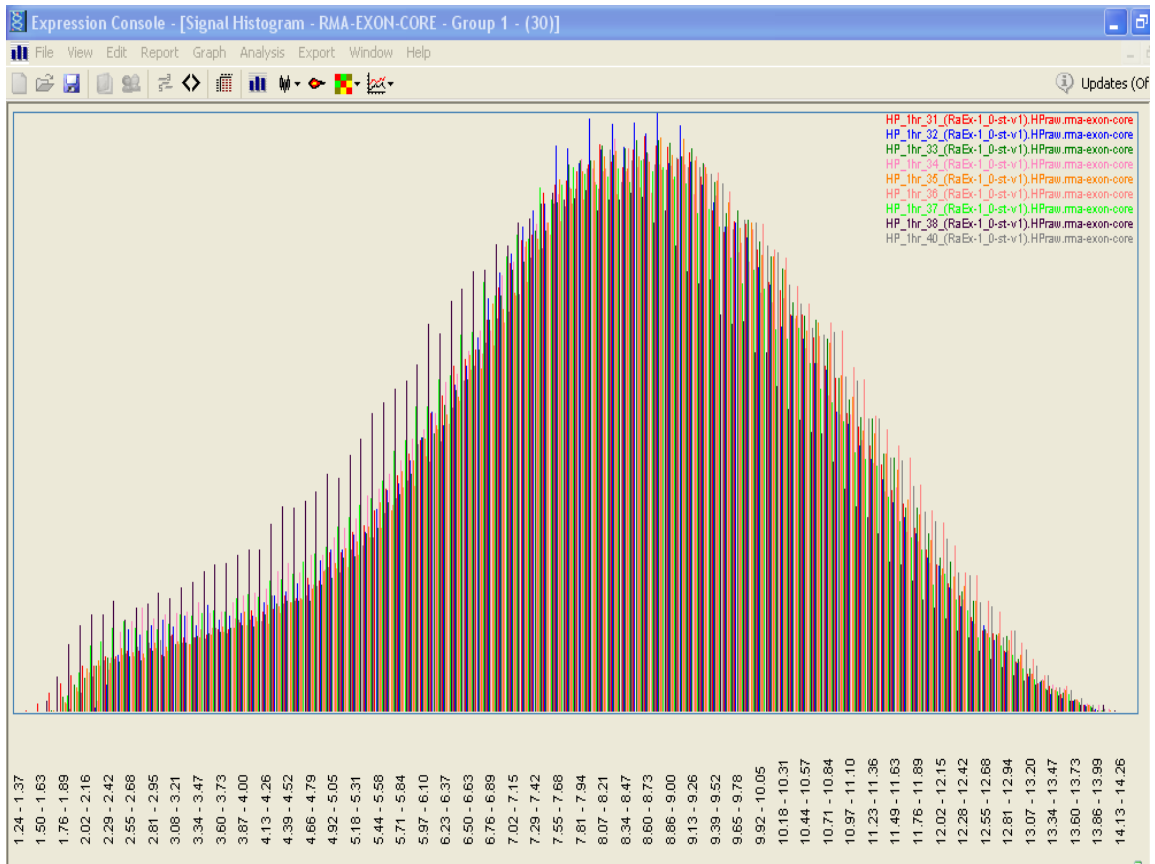 Expression Console - [Signal Histogram - RMA-EXON-CORE - Group 1 - (30)]
File View Edit Report Graph Analysis Export Window Help
Updates (Of
HP_1hr_31_(RaEx-1_0-st-v1).HPraw.rma-exon-core
HP_1hr_32_(RaEx-1_0-st-v1).HPraw.rma-exon-core
HP_1hr_33_(RaEx-1_0-st-v1).HPraw.rma-exon-core
HP_1hr_34_(RaEx-1_0-st-v1).HPraw.rma-exon-core
HP_1hr_35_(RaEx-1_0-st-v1).HPraw.rma-exon-core
HP_1hr_36_(RaEx-1_0-st-v1).HPraw.rma-exon-core
HP_1hr_37_(RaEx-1_0-st-v1).HPraw.rma-exon-core
HP_1hr_38_(RaEx-1_0-st-v1).HPraw.rma-exon-core
HP_1hr_40_(RaEx-1_0-st-v1).HPraw.rma-exon-core
1.24 - 1.37
1.50 - 1.63
1.76 - 1.89
2.02 - 2.16
2.29 - 2.42
2.55 - 2.68
2.81 - 2.95
3.08 - 3.21
3.34 - 3.47
3.60 - 3.73
3.87 - 4.00
4.13 - 4.26
4.39 - 4.52
4.66 - 4.79
4.92 - 5.05
5.18 - 5.31
5.44 - 5.58
5.71 - 5.84
5.97 - 6.10
6.23 - 6.37
6.50 - 6.63
6.76 - 6.89
7.02 - 7.15
7.29 - 7.42
7.55 - 7.68
7.81 - 7.94
8.07 - 8.21
8.34 - 8.47
8.60 - 8.73
8.86 - 9.00
9.13 - 9.26
9.39 - 9.52
9.65 - 9.78
9.92 - 10.05
10.18 - 10.31
10.44 - 10.57
10.71 - 10.84
10.97 - 11.10
11.23 - 11.36
11.49 - 11.63
11.76 - 11.89
12.02 - 12.15
12.28 - 12.42
12.55 - 12.68
12.81 - 12.94
13.07 - 13.20
13.34 - 13.47
13.60 - 13.73
13.86 - 13.99
14.13 - 14.26